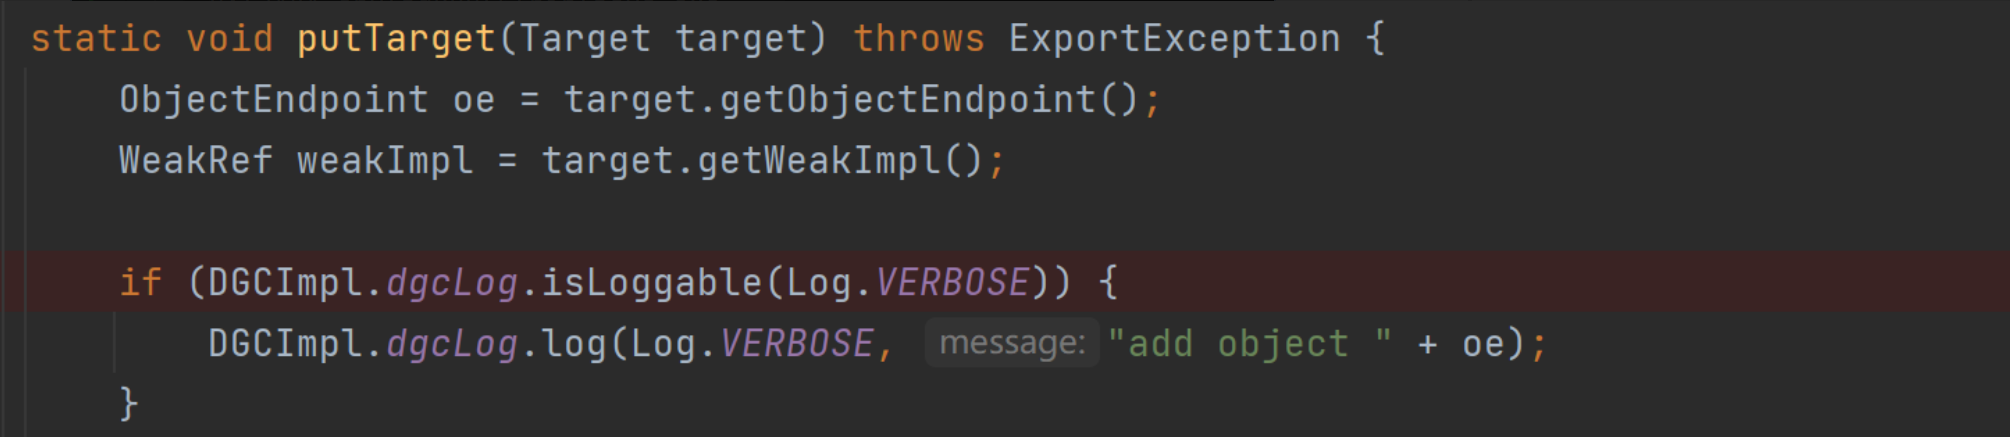 static void putTarget(Target target) throws ExportException {
ObjectEndpoint oe = target.getObjectEndpoint();
WeakRef weakImpl = target.getWeakImpl();
if (DGCImpl.dgcLog.isLoggable(Log.VERBOSE)) {
DGCImpl.dgcLog.log(Log.VERBOSE, message: "add object " + oe);
}